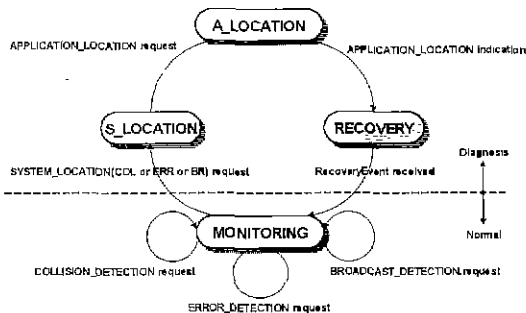 A_LOCATION
APPLICATION_LOCATION request
APPLICATION_LOCATION indication
S_LOCATION
RECOVERY
Diagnosis
SYSTEM_LOCATION(COL or ERR or BR) request
RecoveryEvent received
MONITORING
Normal
COLLISION_DETECTION request
BROADCAST_DETECTION request
ERROR_DETECTION request